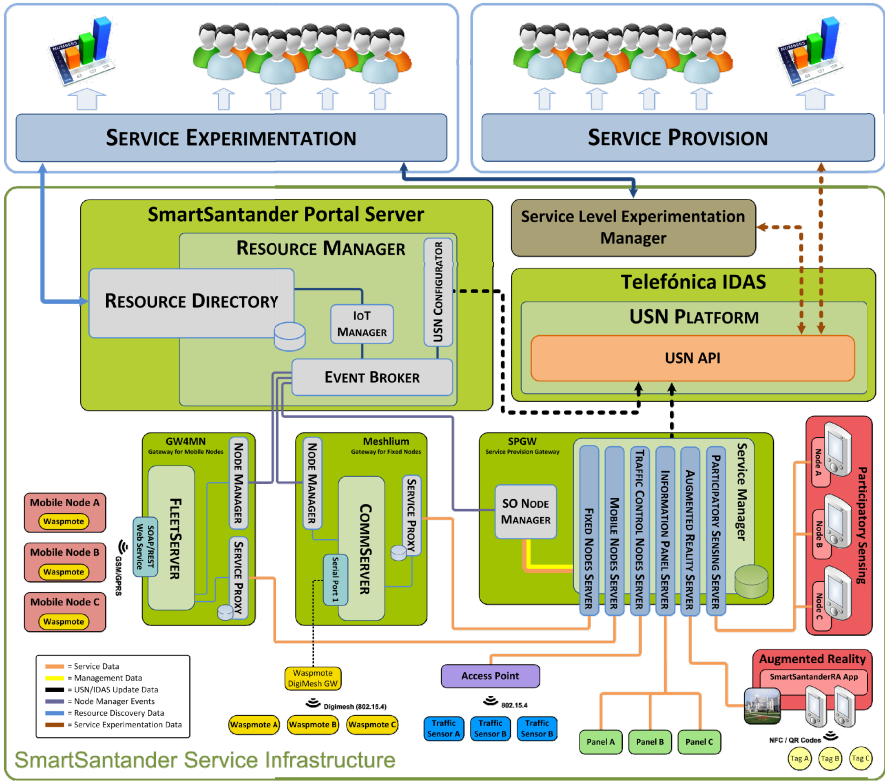 SERVICE EXPERIMENTATION
SERVICE PROVISION
SmartSantander Portal Server
RESOURCE MANAGER
RESOURCE DIRECTORY
IOT
MANAGER
USN CONFIGURATOR
EVENT BROKER
Service Level Experimentation
Manager
Telefónica IDAS
USN PLATFORM
USN API
GW4MN
Gateway for Mobile Nodes
NODE MANAGER
FLEETSERVER
SOAP/REST
Web Service
SERVICE PROXY
GSM/GPRS
Mobile Node A
Waspmote
Mobile Node B
Waspmote
Mobile Node C
Waspmote
Meshlium
Gateway for Fixed Nodes
NODE MANAGER
COMMSERVER
SERVICE PROXY
Serial Port 1
SPGW
Service Provision Gateway
SO NODE
MANAGER
FIXED NODES SERVER
MOBILE NODES SERVER
TRAFFIC CONTROL NODES SERVER
INFORMATION PANEL SERVER
AUGMENTED REALITY SERVER
PARTICIPATORY SENSING SERVER
Service Manager
Node A
Node B
Node C
Participatory Sensing
= Service Data
= Management Data
= USN/IDAS Update Data
= Node Manager Events
= Resource Discovery Data
= Service Experimentation Data
Waspmote
DigiMesh GW
Digimesh (802.15.4)
Waspmote A
Waspmote B
Waspmote C
Access Point
802.15.4
Traffic
Sensor A
Traffic
Sensor B
Traffic
Sensor B
Panel A
Panel B
Panel C
Augmented Reality
SmartSantanderRA App
NFC / QR Codes
Tag A
Tag B
Tag C
SmartSantander Service Infrastructure